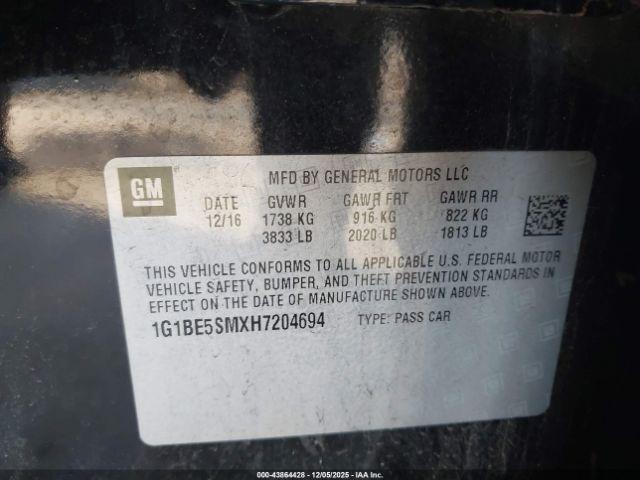 GM
MFD BY GENERAL MOTORS LLC
DATE GVWR GAWR FRT GAWR RR
12/16 1738 KG 916 KG 822 KG
3833 LB 2020 LB 1813 LB
THIS VEHICLE CONFORMS TO ALL APPLICABLE U.S. FEDERAL MOTOR
VEHICLE SAFETY, BUMPER, AND THEFT PREVENTION STANDARDS IN
EFFECT ON THE DATE OF MANUFACTURE SHOWN ABOVE.
1G1BE5SMXH7204694 TYPE: PASS CAR
000-43864428 - 12/05/2025 - IAA, Inc.